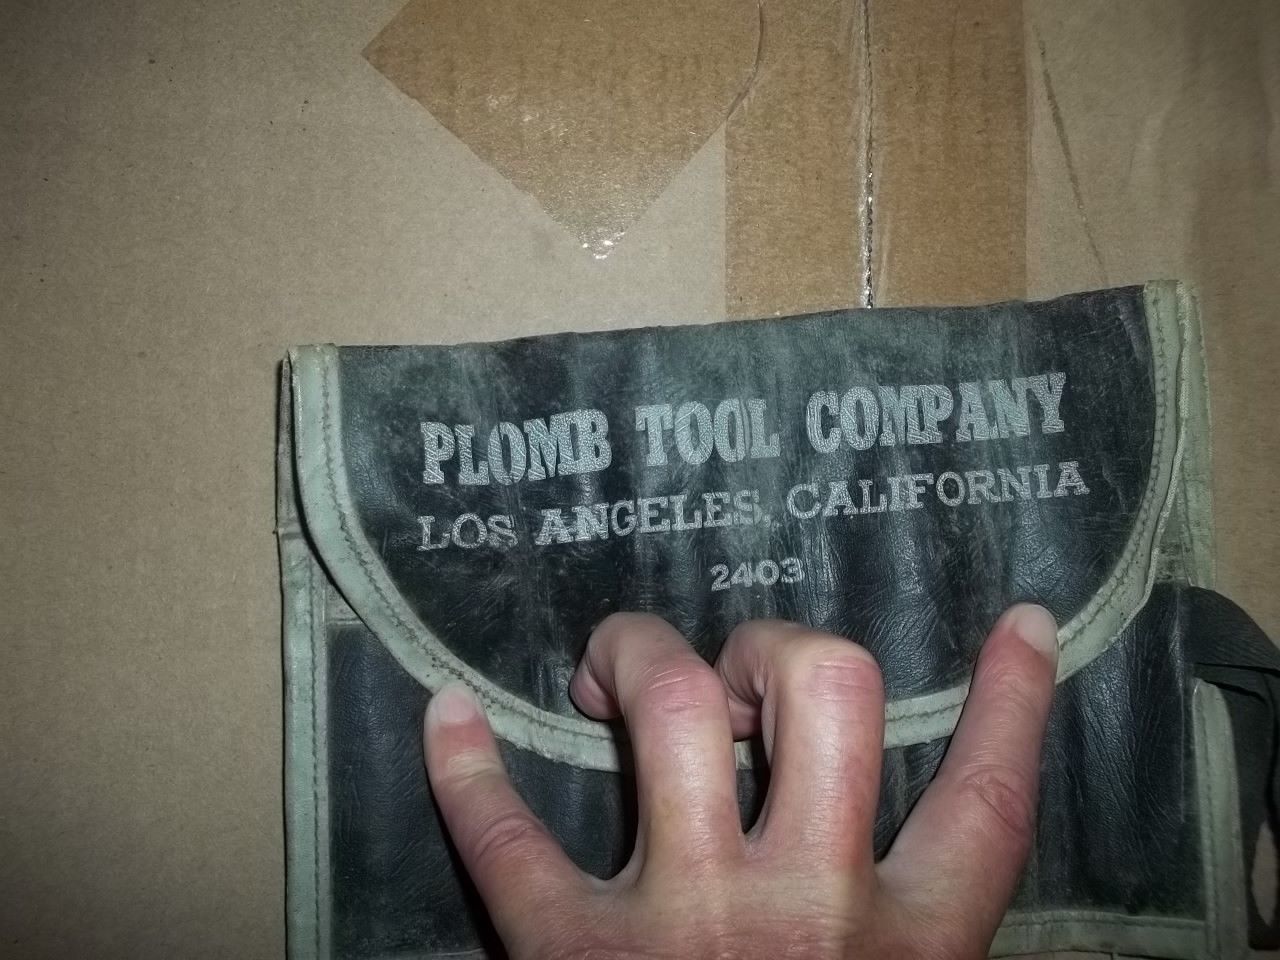 PLOMB TOOL COMPANY
LOS ANGELES, CALIFORNIA
2403